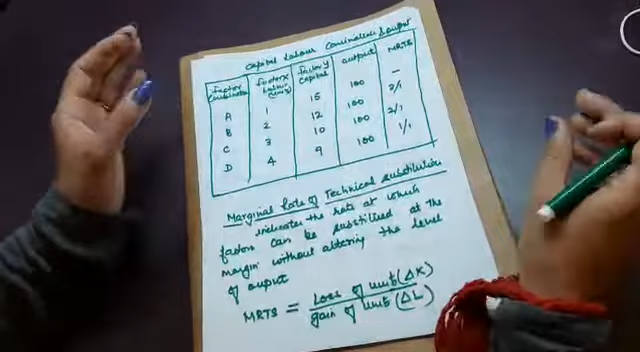 Capital Labour Combination & output
Factor Combination | Factor X Labour (Units) | Factor Y Capital | output | MRTS
A | 1 | 15 | 100 | —
B | 2 | 12 | 100 | 3/1
C | 3 | 10 | 100 | 2/1
D | 4 | 9 | 100 | 1/1
Marginal Rate of Technical Substitution
indicates the rate at which
factors can be substituted at the
margin without altering the level
of ouput
MRTS = Loss of unit (ΔK)
gain of unit (ΔL)